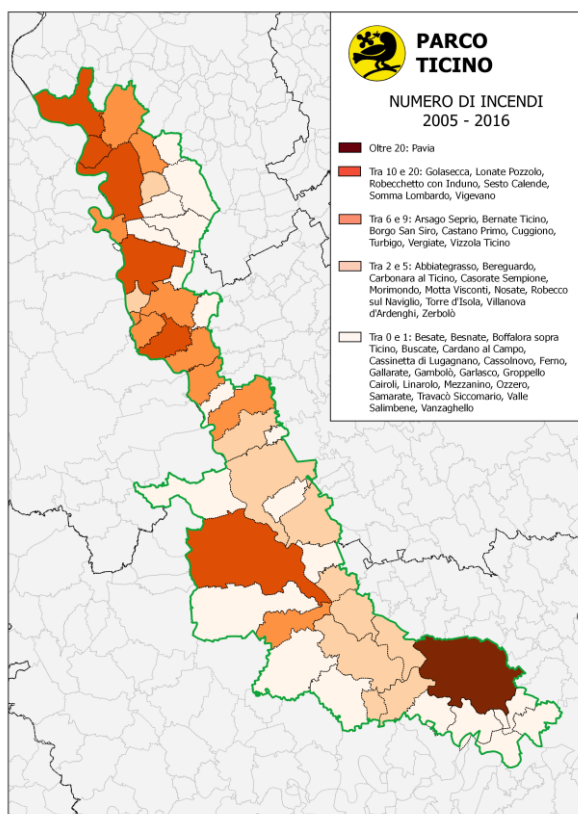 PARCO
TICINO
NUMERO DI INCENDI
2005 - 2016
Oltre 20: Pavia
Tra 10 e 20: Golasecca, Lonate Pozzolo,
Robecchetto con Induno, Sesto Calende,
Somma Lombardo, Vigevano
Tra 6 e 9: Arsago Seprio, Bernate Ticino,
Borgo San Siro, Castano Primo, Cuggiono,
Turbigo, Vergiate, Vizzola Ticino
Tra 2 e 5: Abbiategrasso, Bereguardo,
Carbonara al Ticino, Casorate Sempione,
Morimondo, Motta Visconti, Nosate, Robecco
sul Naviglio, Torre d'Isola, Villanova
d'Ardenghi, Zerbolò
Tra 0 e 1: Besate, Besnate, Boffalora sopra
Ticino, Buscate, Cardano al Campo,
Cassinetta di Lugagnano, Cassolnovo, Ferno,
Gallarate, Gambolò, Garlasco, Groppello
Cairoli, Linarolo, Mezzanino, Ozzero,
Samarate, Travacò Siccomario, Valle
Salimbene, Vanzaghello